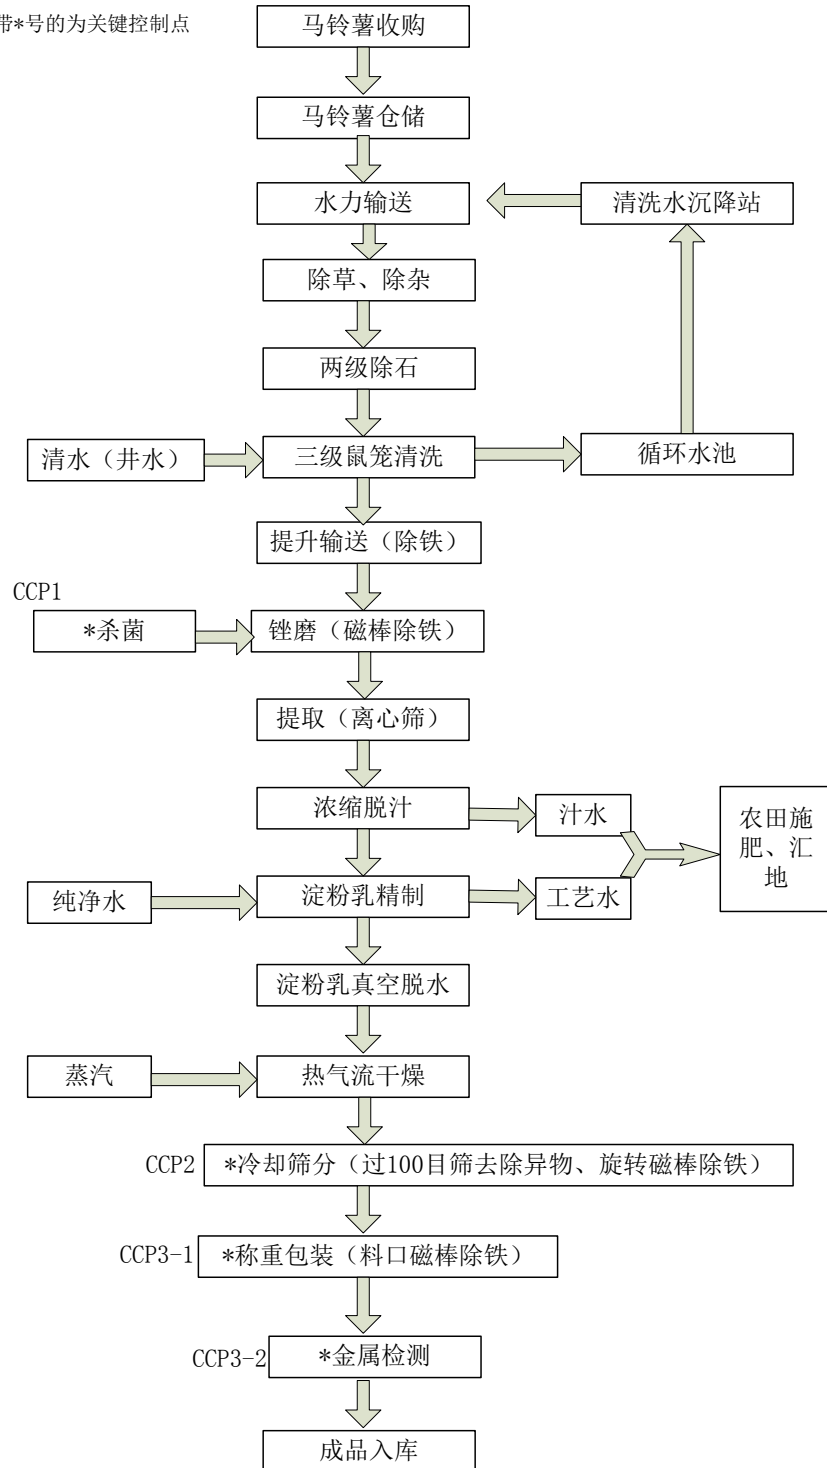 带*号的为关键控制点
马铃薯收购
马铃薯仓储
水力输送
清洗水沉降站
除草、除杂
两级除石
清水（井水）
三级鼠笼清洗
循环水池
提升输送（除铁）
CCP1
*杀菌
锉磨（磁棒除铁）
提取（离心筛）
浓缩脱汁
汁水
农田施
肥、汇
地
纯净水
淀粉乳精制
工艺水
淀粉乳真空脱水
蒸汽
热气流干燥
CCP2
*冷却筛分（过100目筛去除异物、旋转磁棒除铁）
CCP3-1
*称重包装（料口磁棒除铁）
CCP3-2
*金属检测
成品入库